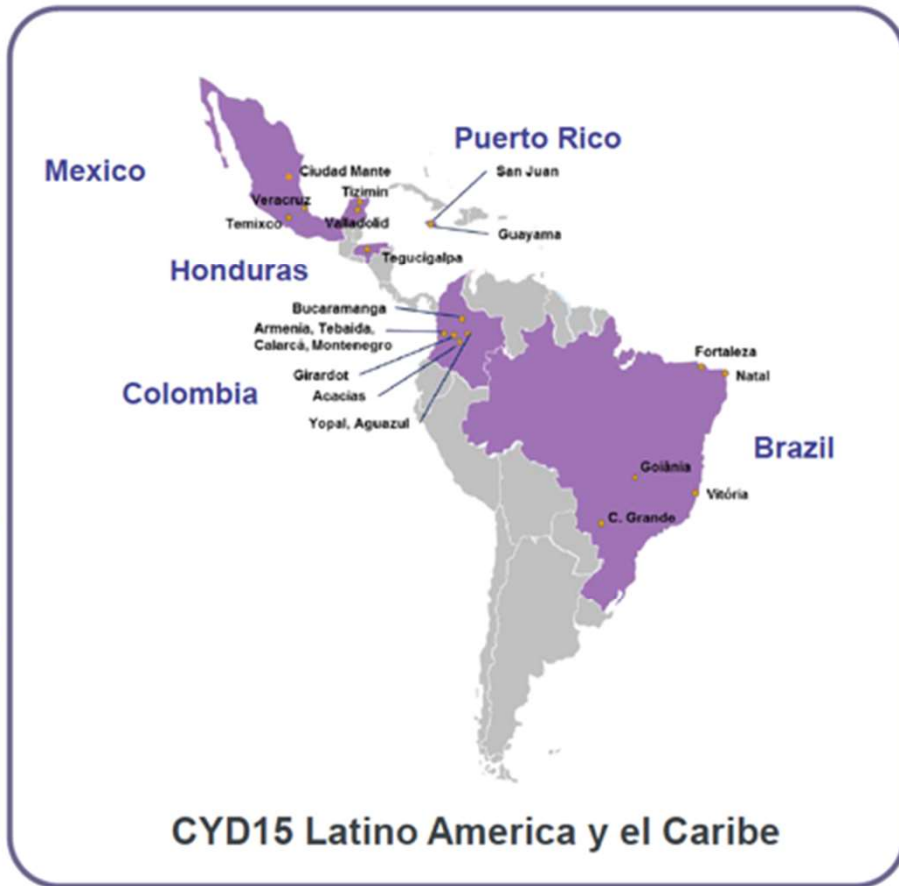 Puerto Rico
San Juan
Guayama
Mexico
Ciudad Mante
Tizimin
Veracruz
Temixco
Valladolid
Tegucigalpa
Honduras
Bucaramanga
Armenia, Tebaida,
Calarcá, Montenegro
Girardot
Acacias
Yopal, Aguazul
Colombia
Fortaleza
Natal
Brazil
Goiânia
Vitória
C. Grande
CYD15 Latino America y el Caribe